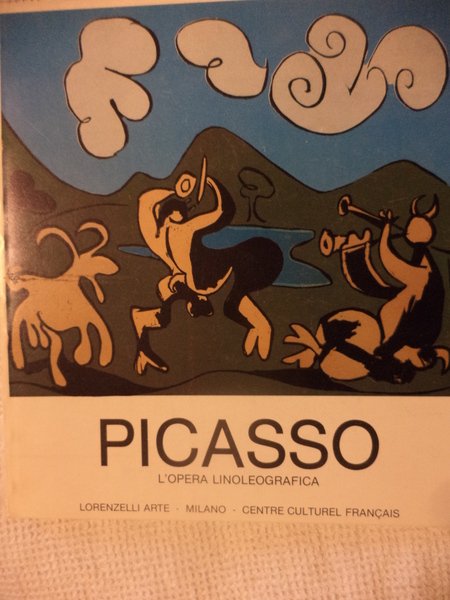 PICASSO
L'OPERA LINOLEOGRAFICA
LORENZELLI ARTE · MILANO · CENTRE CULTUREL FRANÇAIS